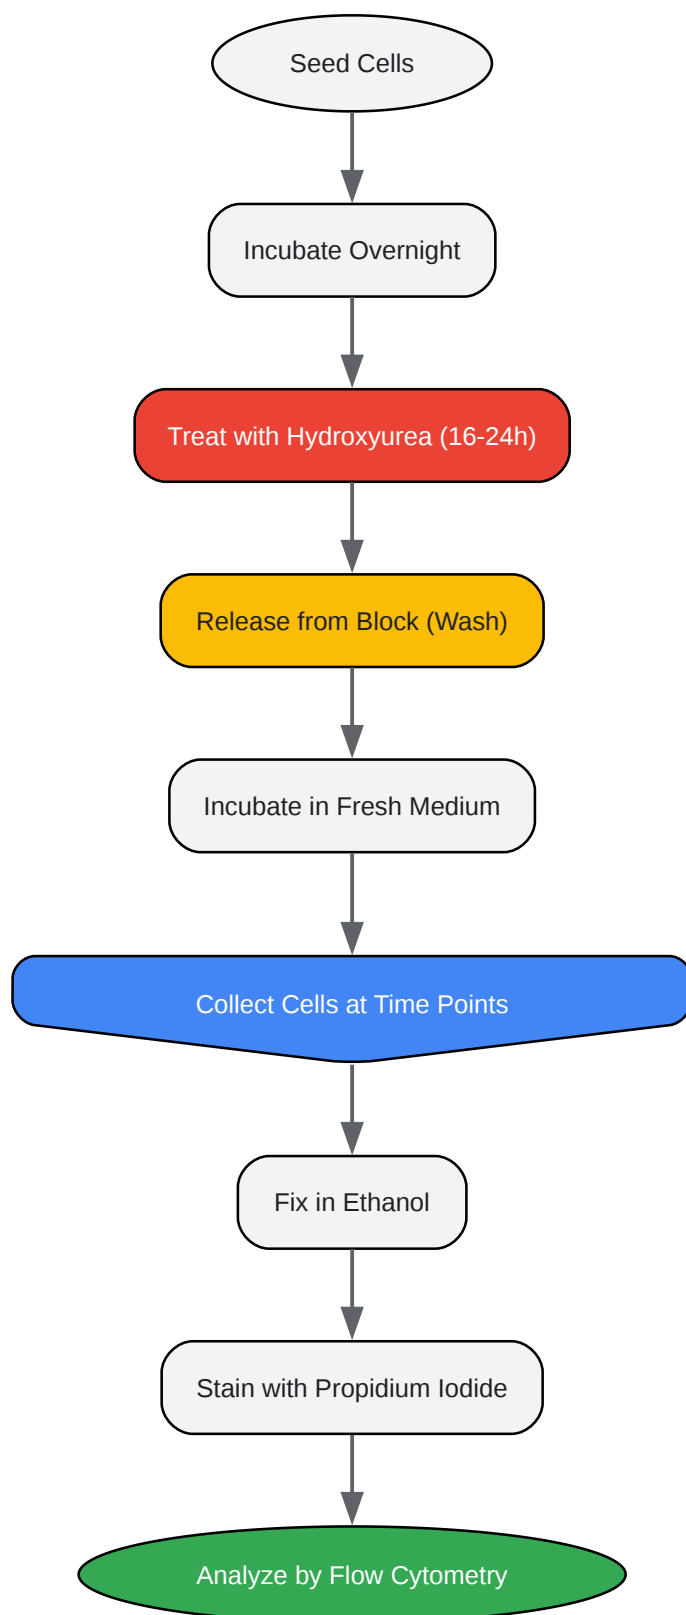 Seed Cells
Incubate Overnight
Treat with Hydroxyurea (16-24h)
Release from Block (Wash)
Incubate in Fresh Medium
Collect Cells at Time Points
Fix in Ethanol
Stain with Propidium Iodide
Analyze by Flow Cytometry